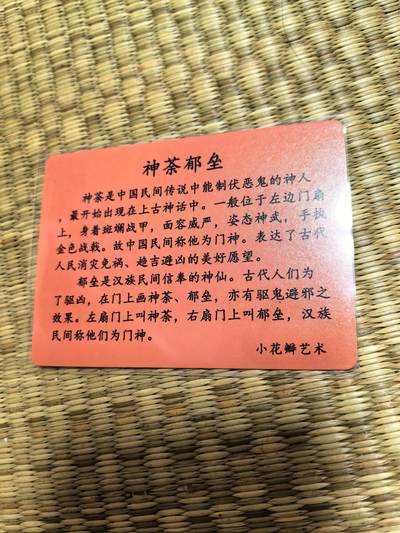 神荼郁垒
神荼是中国民间传说中能制伏恶鬼的神人
，最开始出现在上古神话中。一般位于左边门扇
上，身着斑斓战甲，面容威严，姿态神武，手执
金色战戟。故中国民间称他为门神。表达了古代
人民消灾免祸、趋吉避凶的美好愿望。
郁垒是汉族民间信奉的神仙。古代人们为
了驱凶，在门上画神荼、郁垒，亦有驱鬼避邪之
效果。左扇门上叫神荼，右扇门上叫郁垒，汉族
民间称他们为门神。
小花瓣艺术